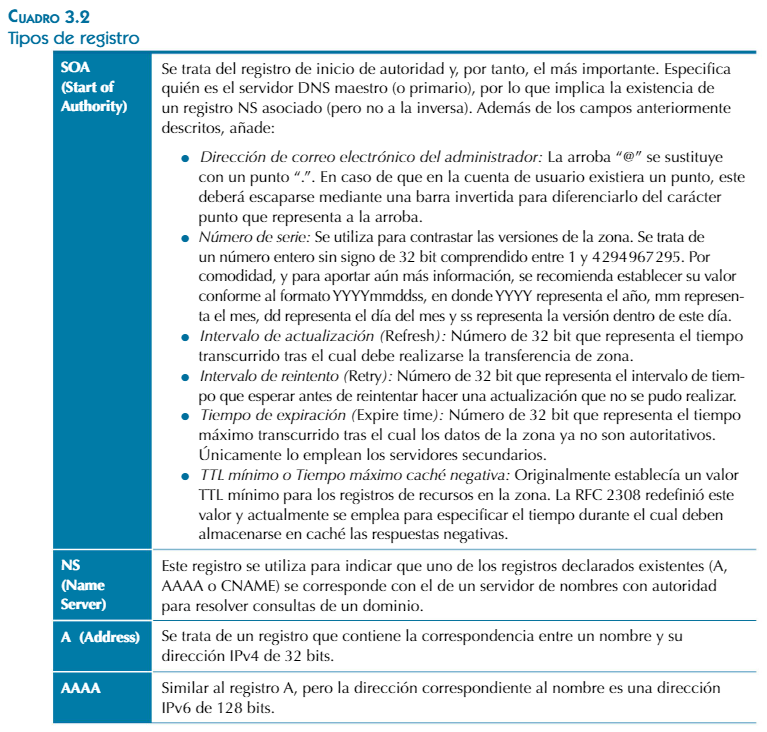 CUADRO 3.2
Tipos de registro
SOA
(Start of
Authority)
Se trata del registro de inicio de autoridad y, por tanto, el más importante. Especifica
quién es el servidor DNS maestro (o primario), por lo que implica la existencia de
un registro NS asociado (pero no a la inversa). Además de los campos anteriormente
descritos, añade:
● Dirección de correo electrónico del administrador: La arroba “@” se sustituye
con un punto “.”. En caso de que en la cuenta de usuario existiera un punto, este
deberá escaparse mediante una barra invertida para diferenciarlo del carácter
punto que representa a la arroba.
● Número de serie: Se utiliza para contrastar las versiones de la zona. Se trata de
un número entero sin signo de 32 bit comprendido entre 1 y 4294967295. Por
comodidad, y para aportar aún más información, se recomienda establecer su valor
conforme al formato YYYYmmddss, en donde YYYY representa el año, mm represen-
ta el mes, dd representa el día del mes y ss representa la versión dentro de este día.
● Intervalo de actualización (Refresh): Número de 32 bit que representa el tiempo
transcurrido tras el cual debe realizarse la transferencia de zona.
● Intervalo de reintento (Retry): Número de 32 bit que representa el intervalo de tiem-
po que esperar antes de reintentar hacer una actualización que no se pudo realizar.
● Tiempo de expiración (Expire time): Número de 32 bit que representa el tiempo
máximo transcurrido tras el cual los datos de la zona ya no son autoritativos.
Únicamente lo emplean los servidores secundarios.
● TTL mínimo o Tiempo máximo caché negativa: Originalmente establecía un valor
TTL mínimo para los registros de recursos en la zona. La RFC 2308 redefinió este
valor y actualmente se emplea para especificar el tiempo durante el cual deben
almacenarse en caché las respuestas negativas.
NS
(Name
Server)
Este registro se utiliza para indicar que uno de los registros declarados existentes (A,
AAAA o CNAME) se corresponde con el de un servidor de nombres con autoridad
para resolver consultas de un dominio.
A (Address)
Se trata de un registro que contiene la correspondencia entre un nombre y su
dirección IPv4 de 32 bits.
AAAA
Similar al registro A, pero la dirección correspondiente al nombre es una dirección
IPv6 de 128 bits.